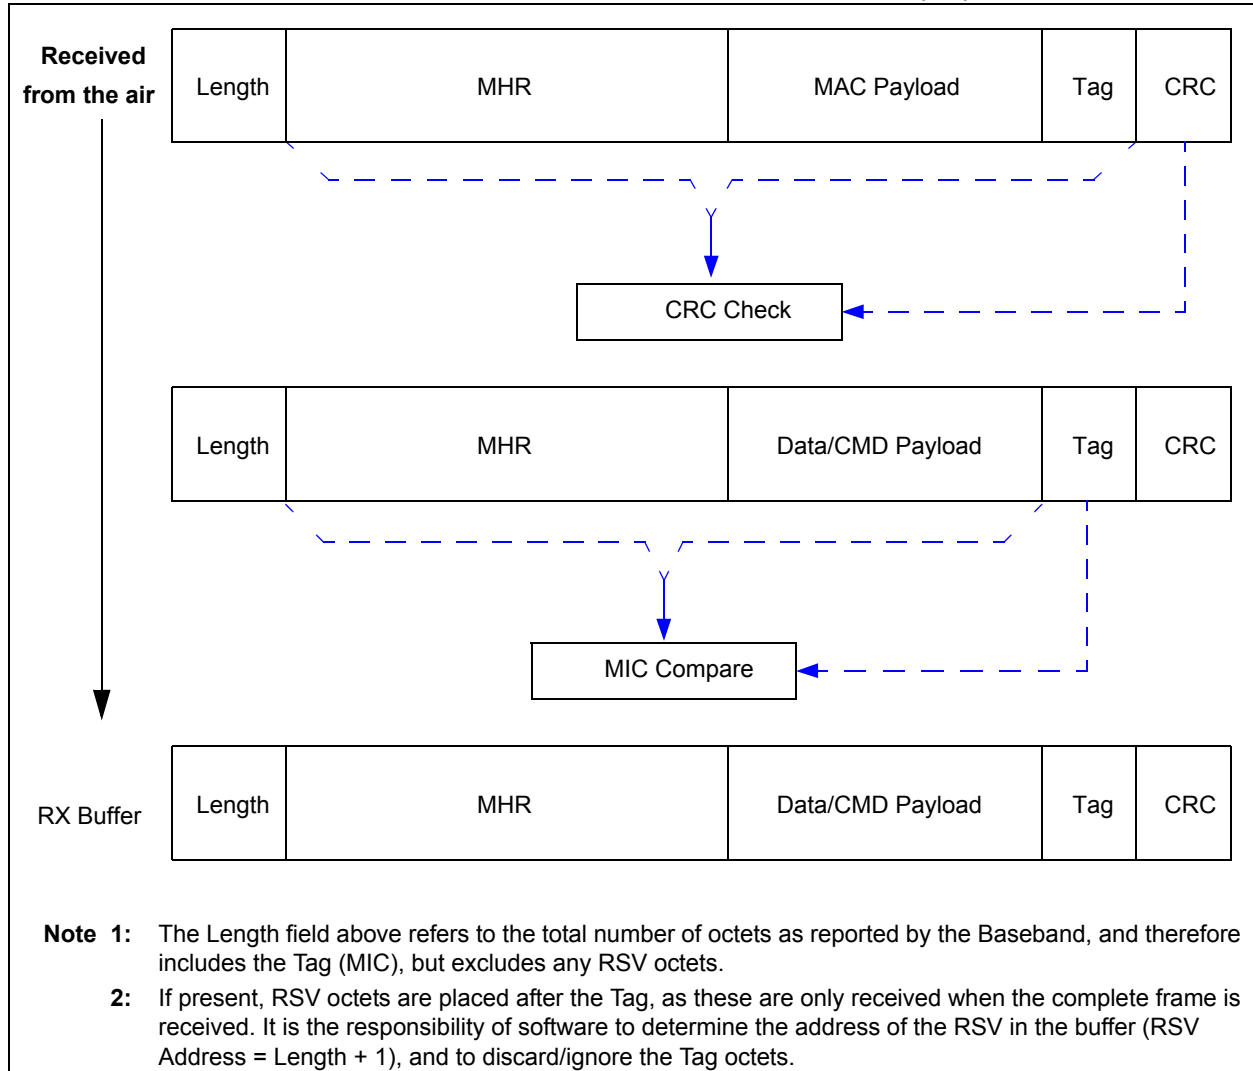 Received
from the air
Length MHR MAC Payload Tag CRC
CRC Check
Length MHR Data/CMD Payload Tag CRC
MIC Compare
RX Buffer
Length MHR Data/CMD Payload Tag CRC
Note 1: The Length field above refers to the total number of octets as reported by the Baseband, and therefore
includes the Tag (MIC), but excludes any RSV octets.
2: If present, RSV octets are placed after the Tag, as these are only received when the complete frame is
received. It is the responsibility of software to determine the address of the RSV in the buffer (RSV
Address = Length + 1), and to discard/ignore the Tag octets.